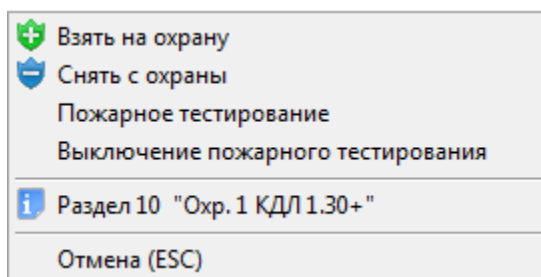 Взять на охрану
Снять с охраны
Пожарное тестирование
Выключение пожарного тестирования
Раздел 10 "Охр. 1 КДЛ 1.30+"
Отмена (ESC)